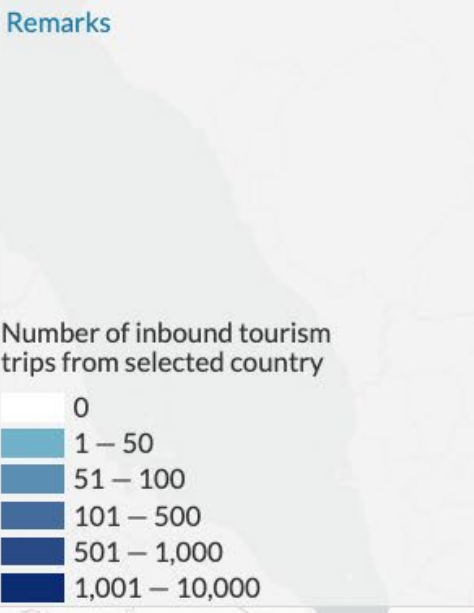 Remarks
Number of inbound tourism
trips from selected country
0
1 — 50
51 — 100
101 — 500
501 — 1,000
1,001 — 10,000